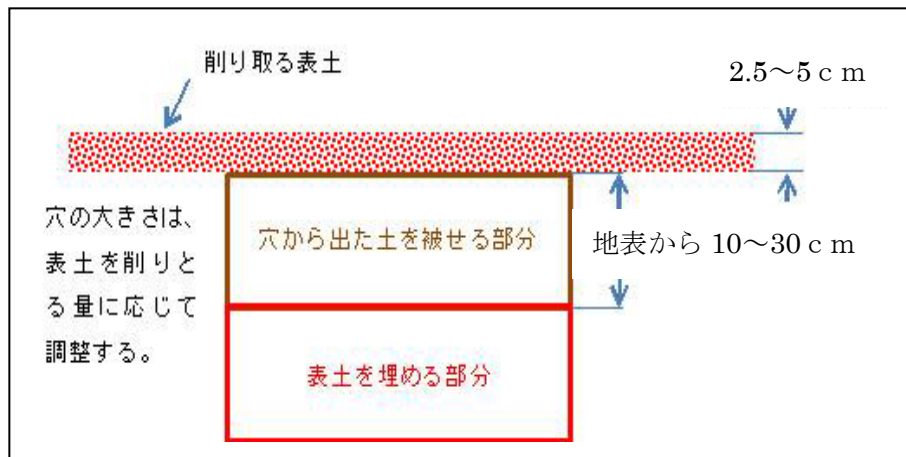 削り取る表土
2.5～5ｃｍ
穴の大きさは、
表土を削りと
る量に応じて
調整する。
穴から出た土を被せる部分
地表から 10～30ｃｍ
表土を埋める部分